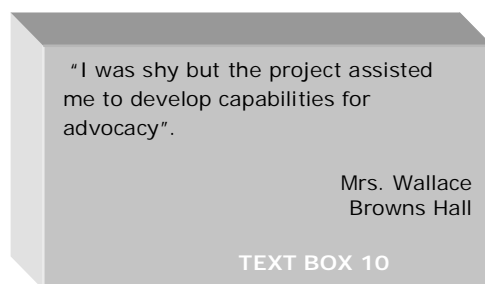 “I was shy but the project assisted
me to develop capabilities for
advocacy”.
Mrs. Wallace
Browns Hall
TEXT BOX 10